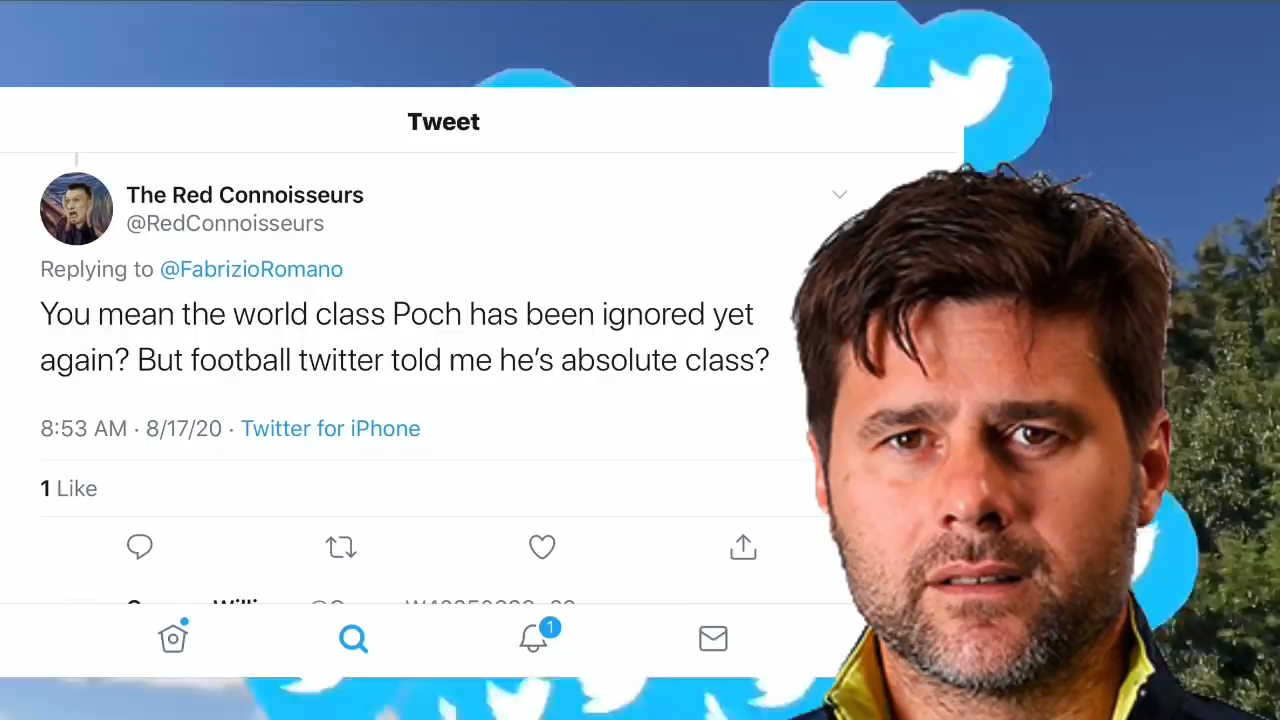 Tweet
The Red Connoisseurs
@RedConnoisseurs
Replying to @FabrizioRomano
You mean the world class Poch has been ignored yet
again? But football twitter told me he’s absolute class?
8:53 AM · 8/17/20 · Twitter for iPhone
1 Like
1